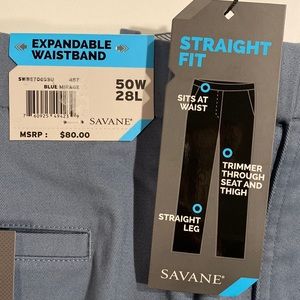 EXPANDABLE
WAISTBAND
457
BLUE MIRAGE
50W
28L
SAVANE®
MSRP : $80.00
STRAIGHT
FIT
SITS AT
WAIST
TRIMMER
THROUGH
SEAT AND
THIGH
STRAIGHT
LEG
SAVANE®